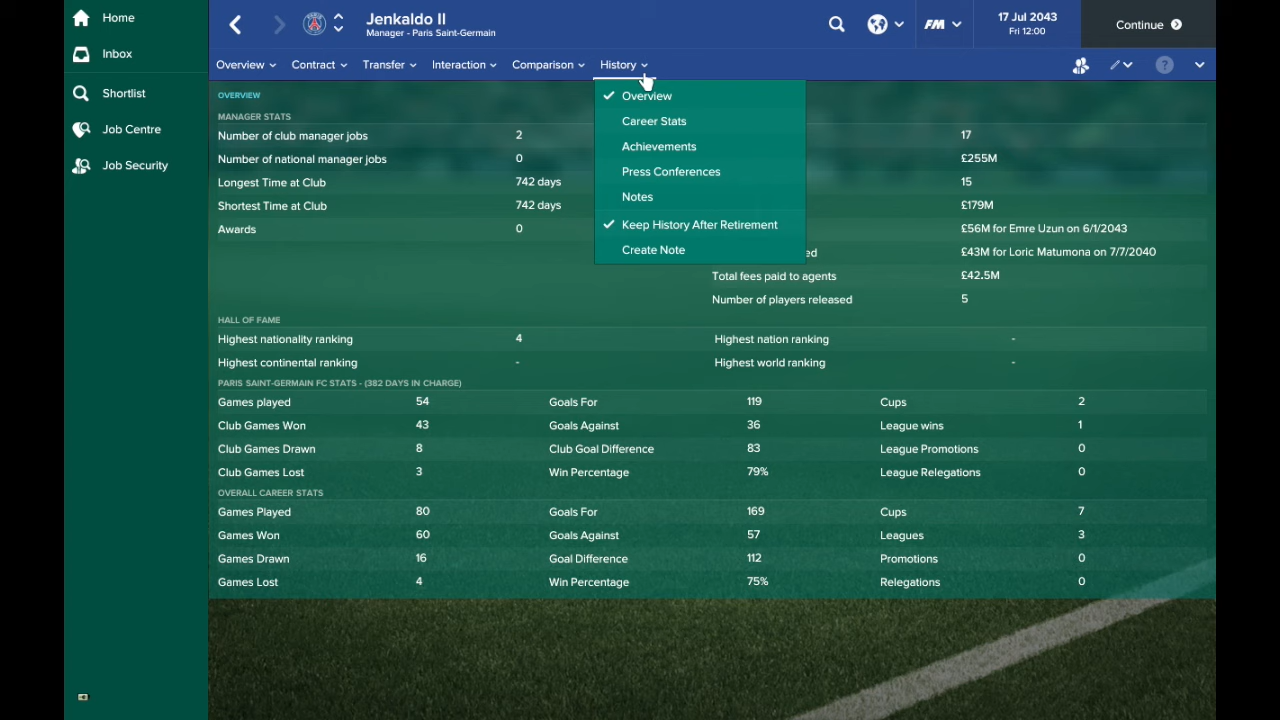 Home
Inbox
Shortlist
Job Centre
Job Security
Jenkaldo II
Manager - Paris Saint-Germain
FM
17 Jul 2043
Fri 12:00
Continue
Overview
Contract
Transfer
Interaction
Comparison
History
Overview
Career Stats
Achievements
Press Conferences
Notes
Keep History After Retirement
Create Note
OVERVIEW
MANAGER STATS
Number of club manager jobs 2
Number of national manager jobs 0
Longest Time at Club 742 days
Shortest Time at Club 742 days
Awards 0
17
£255M
15
£179M
£56M for Emre Uzun on 6/1/2043
ed £43M for Loric Matumona on 7/7/2040
Total fees paid to agents £42.5M
Number of players released 5
HALL OF FAME
Highest nationality ranking 4 Highest nation ranking -
Highest continental ranking - Highest world ranking -
PARIS SAINT-GERMAIN FC STATS - (382 DAYS IN CHARGE)
Games played 54 Goals For 119 Cups 2
Club Games Won 43 Goals Against 36 League wins 1
Club Games Drawn 8 Club Goal Difference 83 League Promotions 0
Club Games Lost 3 Win Percentage 79% League Relegations 0
OVERALL CAREER STATS
Games Played 80 Goals For 169 Cups 7
Games Won 60 Goals Against 57 Leagues 3
Games Drawn 16 Goal Difference 112 Promotions 0
Games Lost 4 Win Percentage 75% Relegations 0